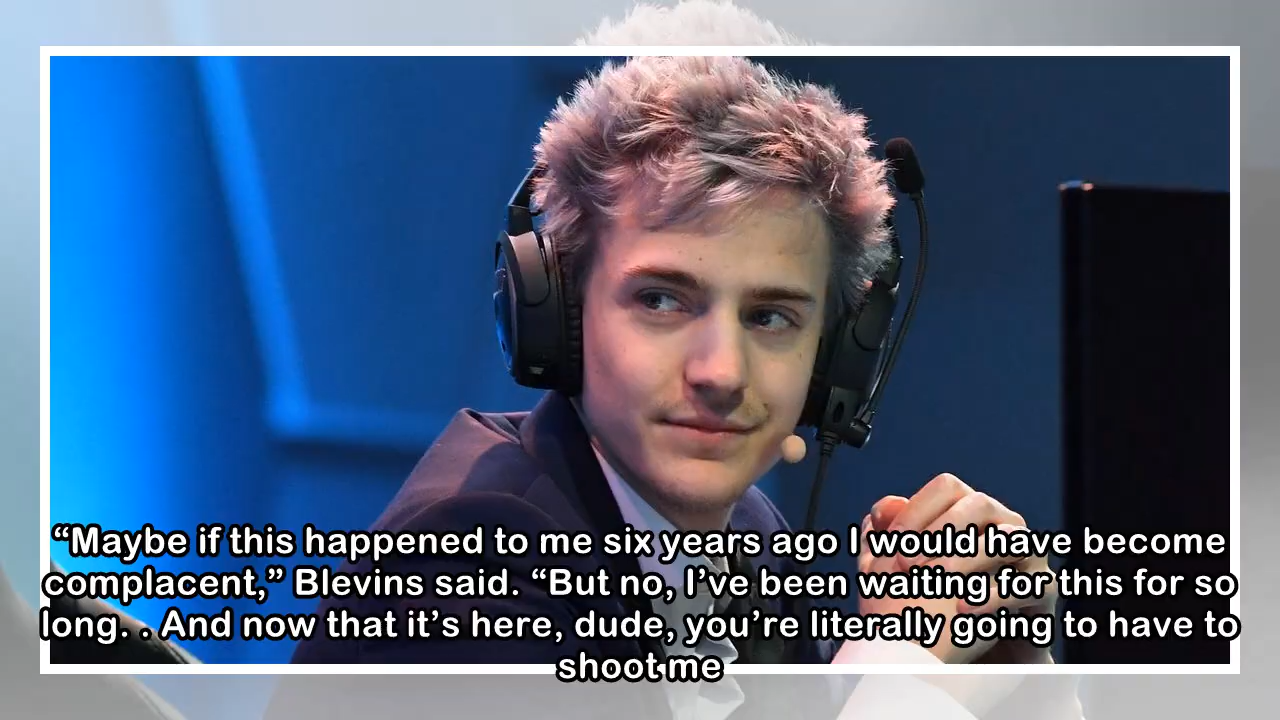 “Maybe if this happened to me six years ago I would have become
complacent,” Blevins said. “But no, I’ve been waiting for this for so
long. . And now that it’s here, dude, you’re literally going to have to
shoot me